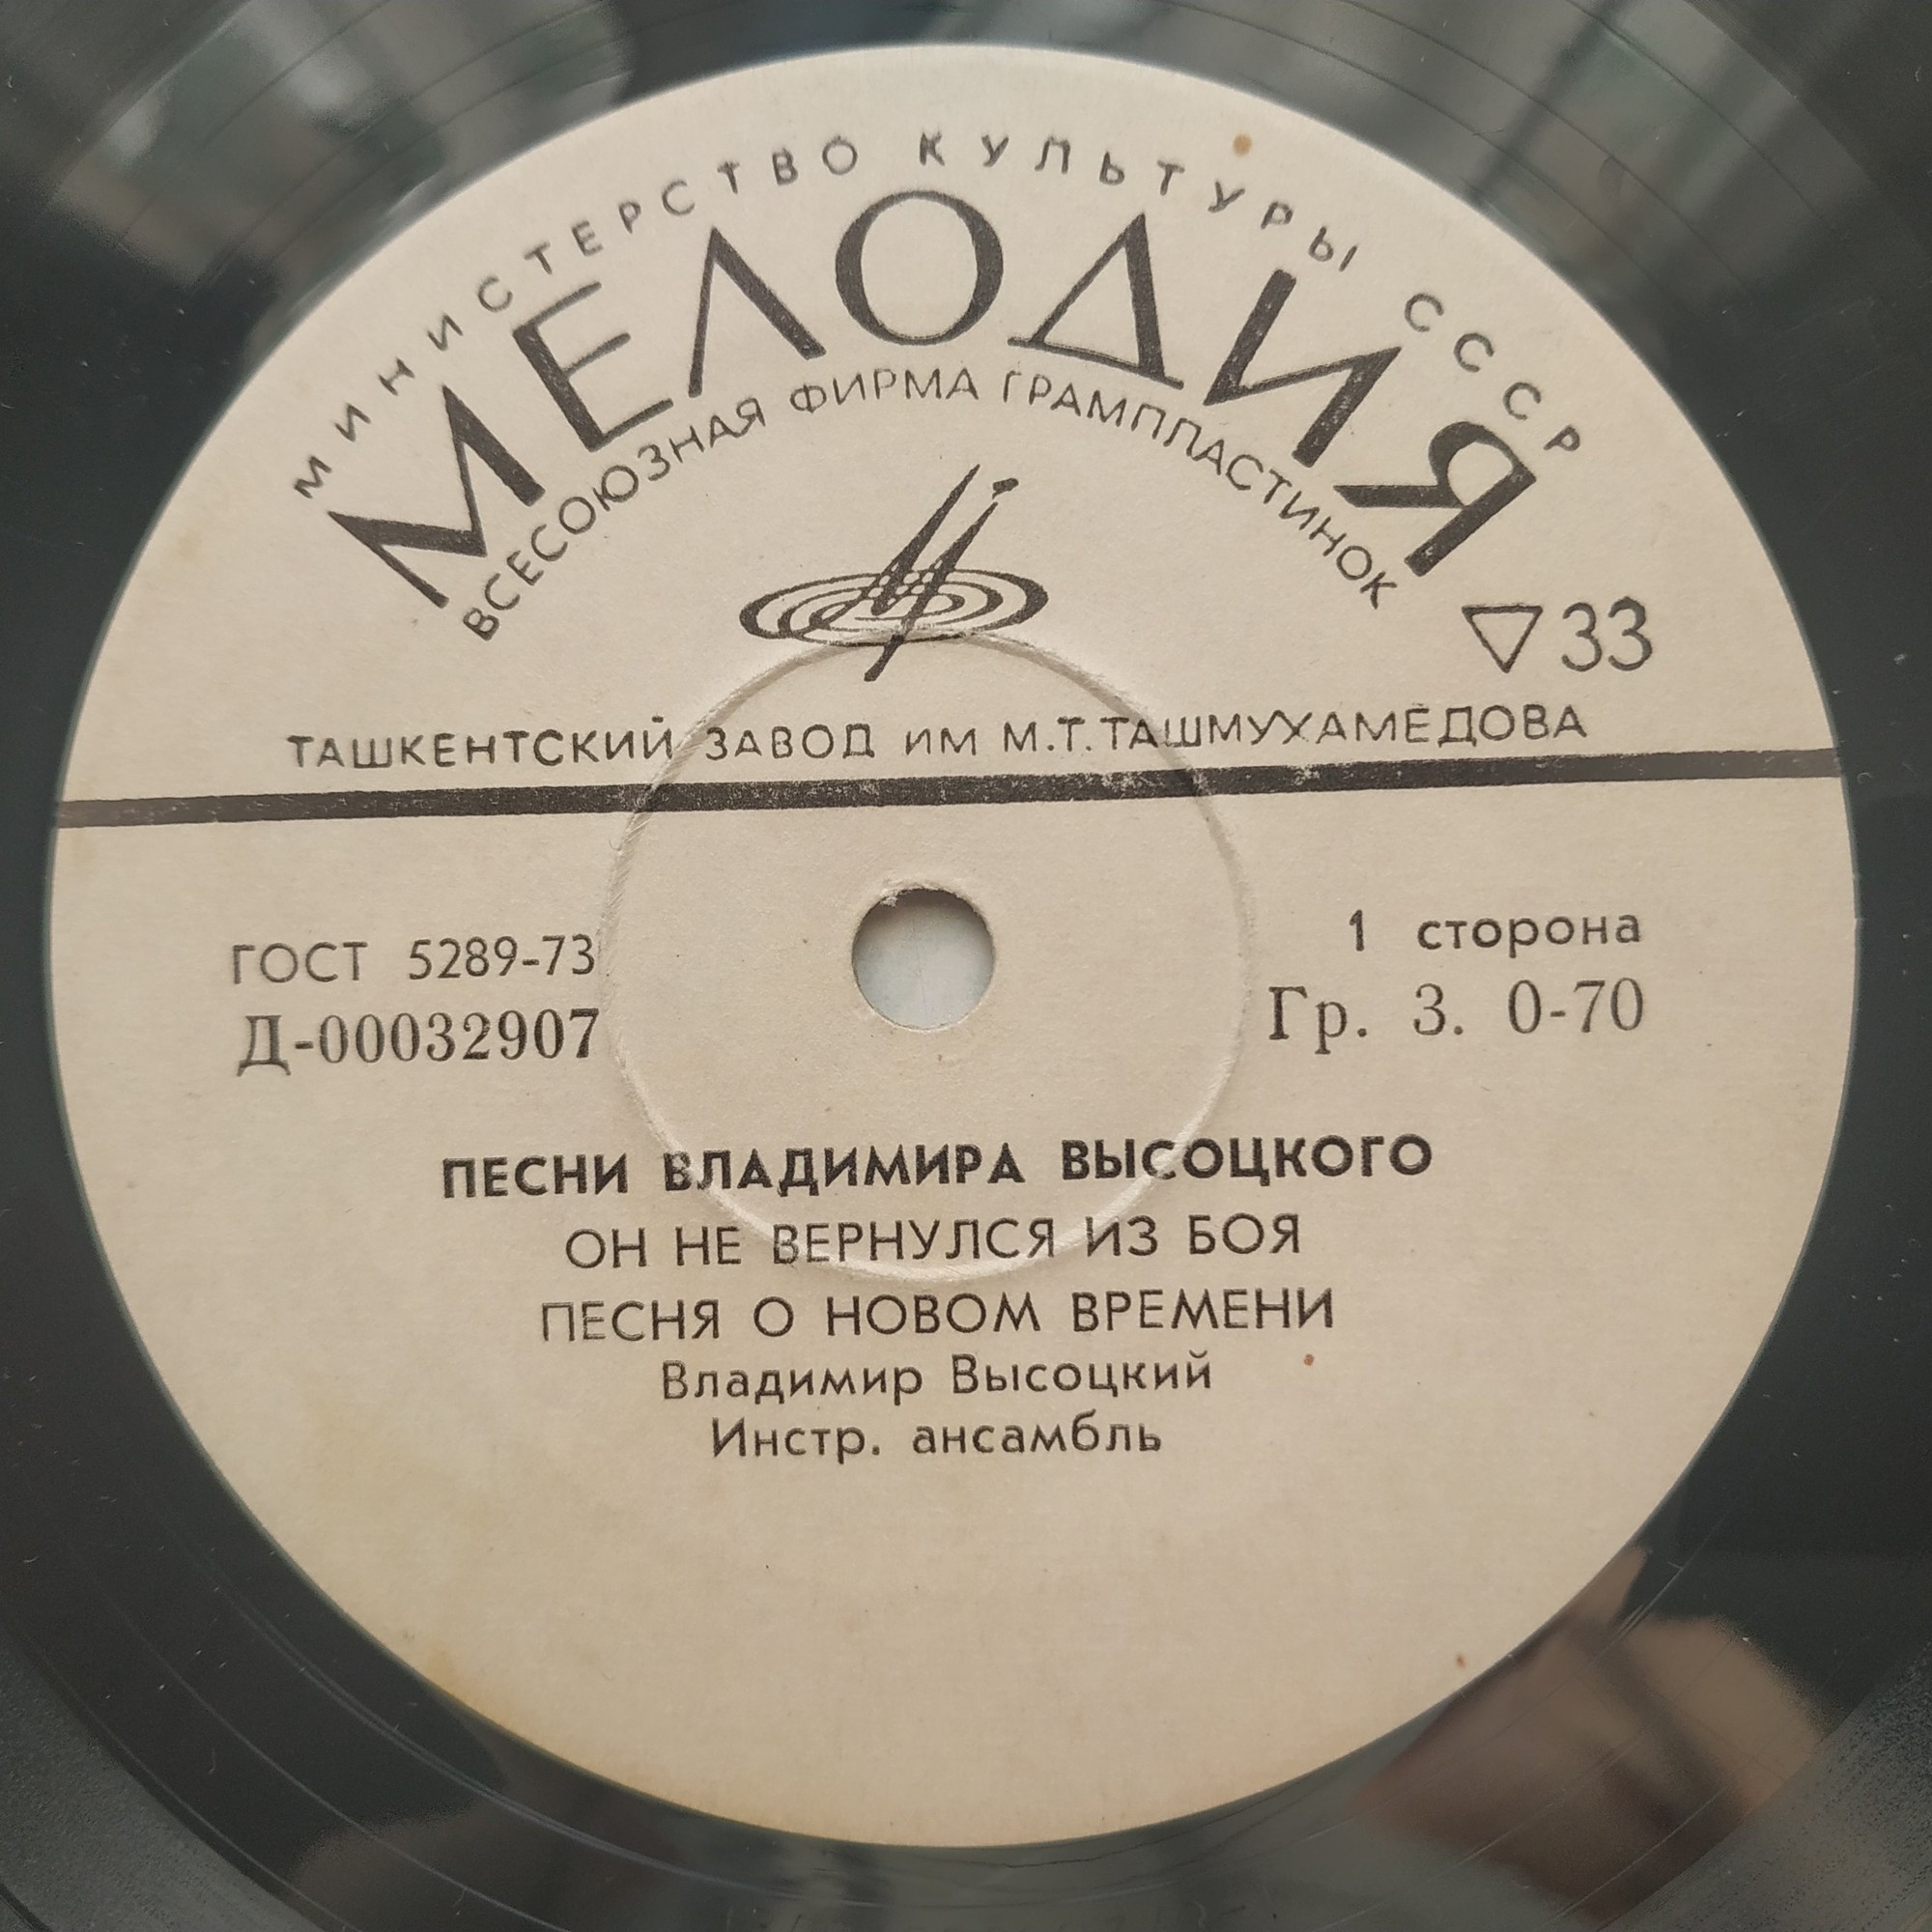 МИНИСТЕРСТВО КУЛЬТУРЫ СССР
МЕЛОДИЯ
ВСЕСОЮЗНАЯ ФИРМА ГРАМПЛАСТИНОК
▽33
ТАШКЕНТСКИЙ ЗАВОД ИМ М.Т.ТАШМУХАМЕДОВА
ГОСТ 5289-73
Д-00032907
1 сторона
Гр. 3. 0-70
ПЕСНИ ВЛАДИМИРА ВЫСОЦКОГО
ОН НЕ ВЕРНУЛСЯ ИЗ БОЯ
ПЕСНЯ О НОВОМ ВРЕМЕНИ
Владимир Высоцкий
Инстр. ансамбль